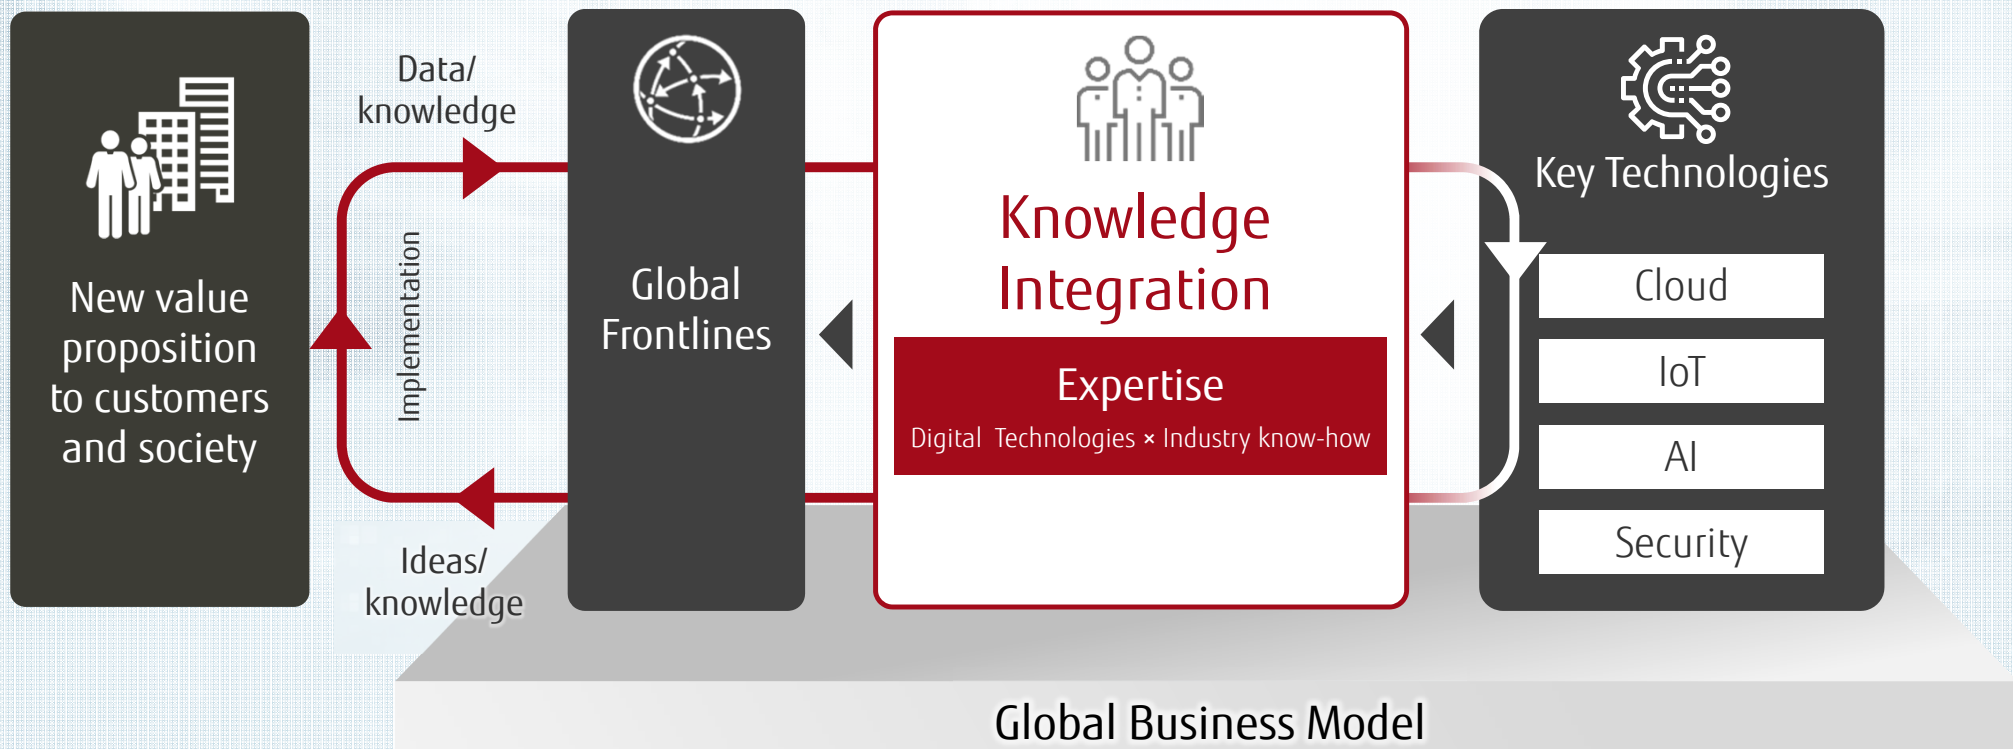 New value
proposition
to customers
and society
Data/
knowledge
Implementation
Ideas/
knowledge
Global
Frontlines
Knowledge
Integration
Expertise
Digital Technologies × Industry know-how
Key Technologies
Cloud
IoT
AI
Security
Global Business Model